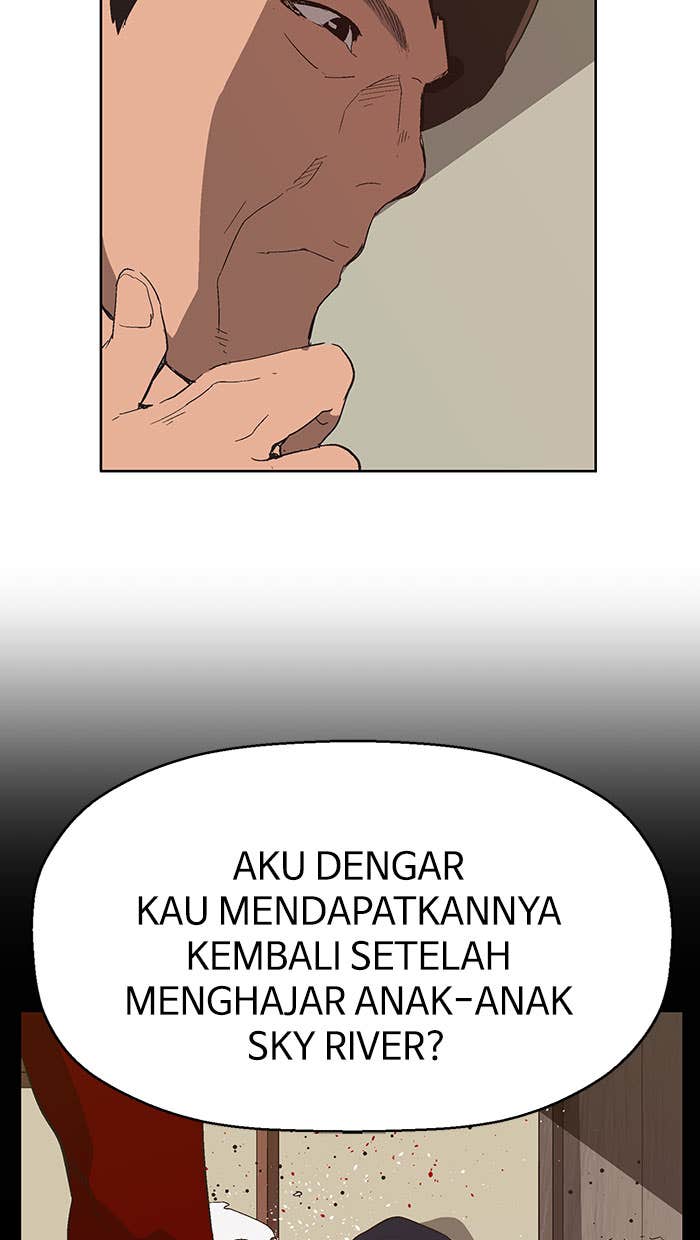 AKU DENGAR
KAU MENDAPATKANNYA
KEMBALI SETELAH
MENGHAJAR ANAK-ANAK
SKY RIVER?